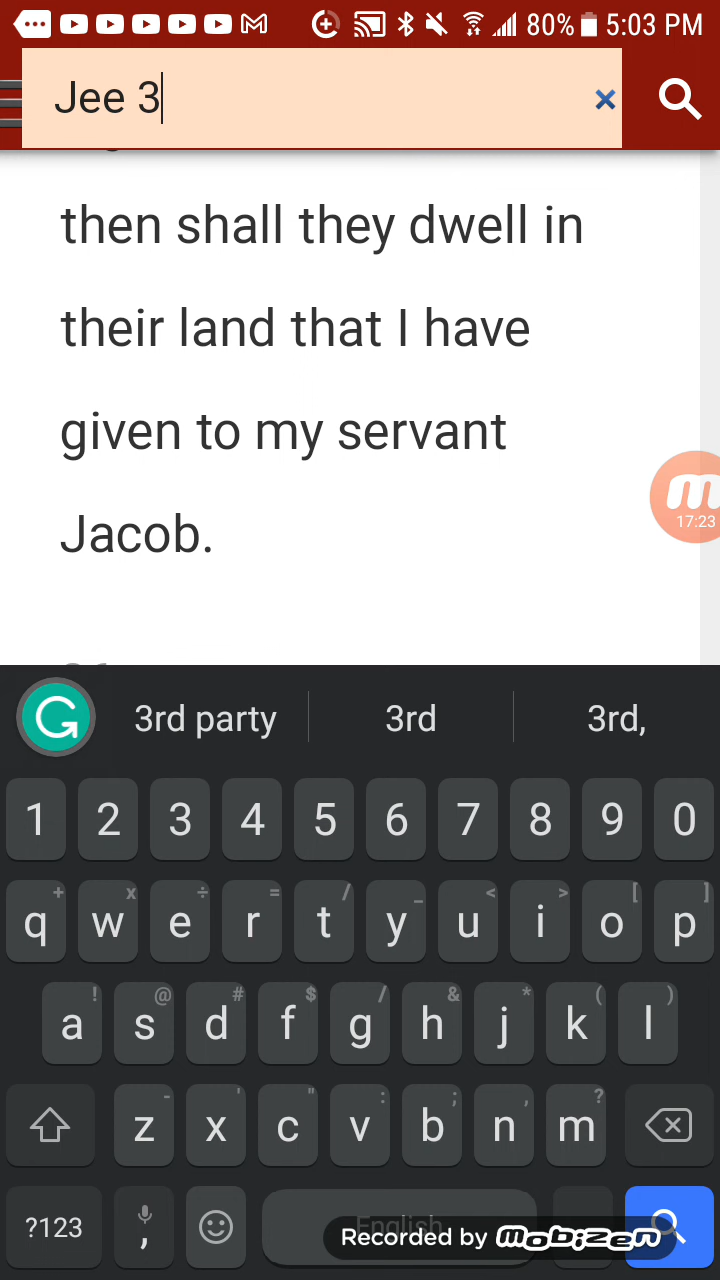 80% 5:03 PM
Jee 3
then shall they dwell in
their land that I have
given to my servant
Jacob.
17:23
3rd party 3rd 3rd,
1 2 3 4 5 6 7 8 9 0
+ x ÷ = / _ < > [ ]
q w e r t y u i o p
! @ # $ / & * ( )
a s d f g h j k l
- ' " : ; , ?
z x c v b n m
?123 , English
Recorded by Mobizen